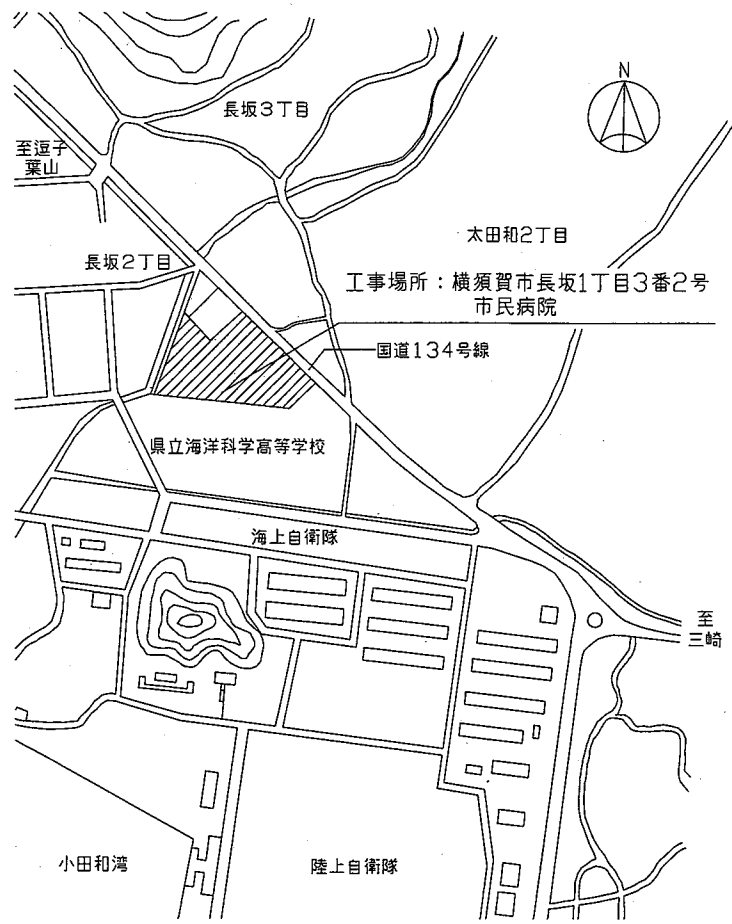 N
長坂3丁目
至逗子
葉山
太田和2丁目
長坂2丁目
工事場所：横須賀市長坂1丁目3番2号
市民病院
国道134号線
県立海洋科学高等学校
海上自衛隊
至
三崎
小田和湾
陸上自衛隊